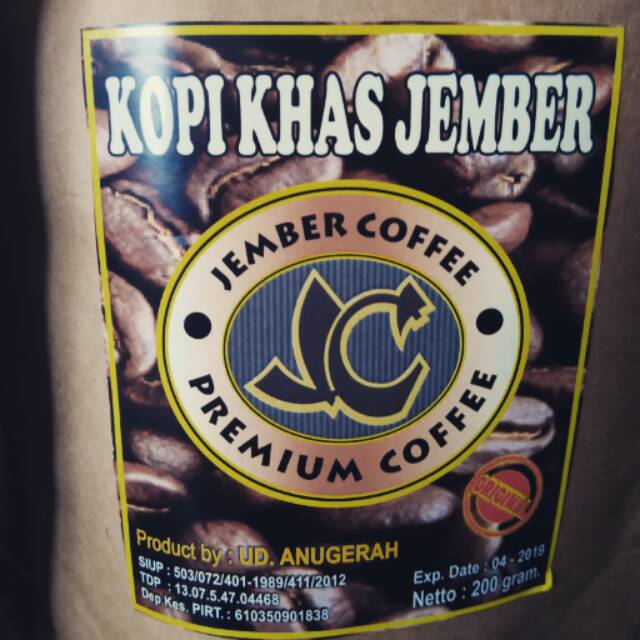 KOPI KHAS JEMBER
JEMBER COFFEE
JC
PREMIUM COFFEE
ORIGINAL
Product by : UD. ANUGERAH
SIUP : 503/072/401-1989/411/2012
TDP : 13.07.5.47.04468
Dep Kes. PIRT. : 610350901838
Exp. Date : 04 - 2019
Netto : 200 gram.